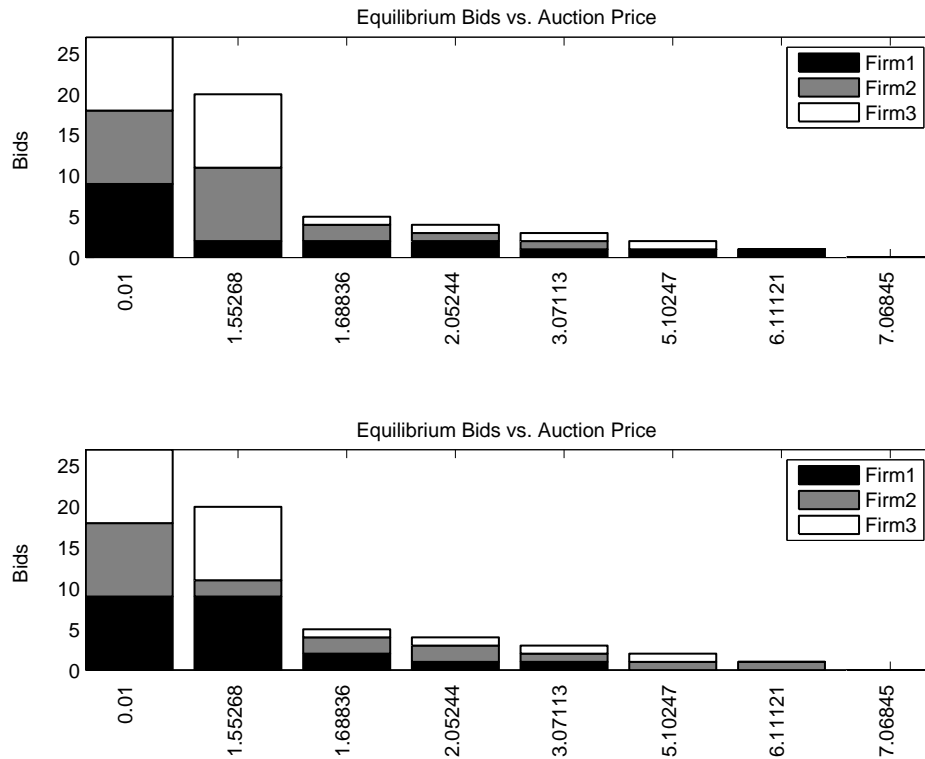 Equilibrium Bids vs. Auction Price
25
20
15
10
5
0
Bids
Firm1
Firm2
Firm3
0.01
1.55268
1.68836
2.05244
3.07113
5.10247
6.11121
7.06845
Equilibrium Bids vs. Auction Price
25
20
15
10
5
0
Bids
Firm1
Firm2
Firm3
0.01
1.55268
1.68836
2.05244
3.07113
5.10247
6.11121
7.06845